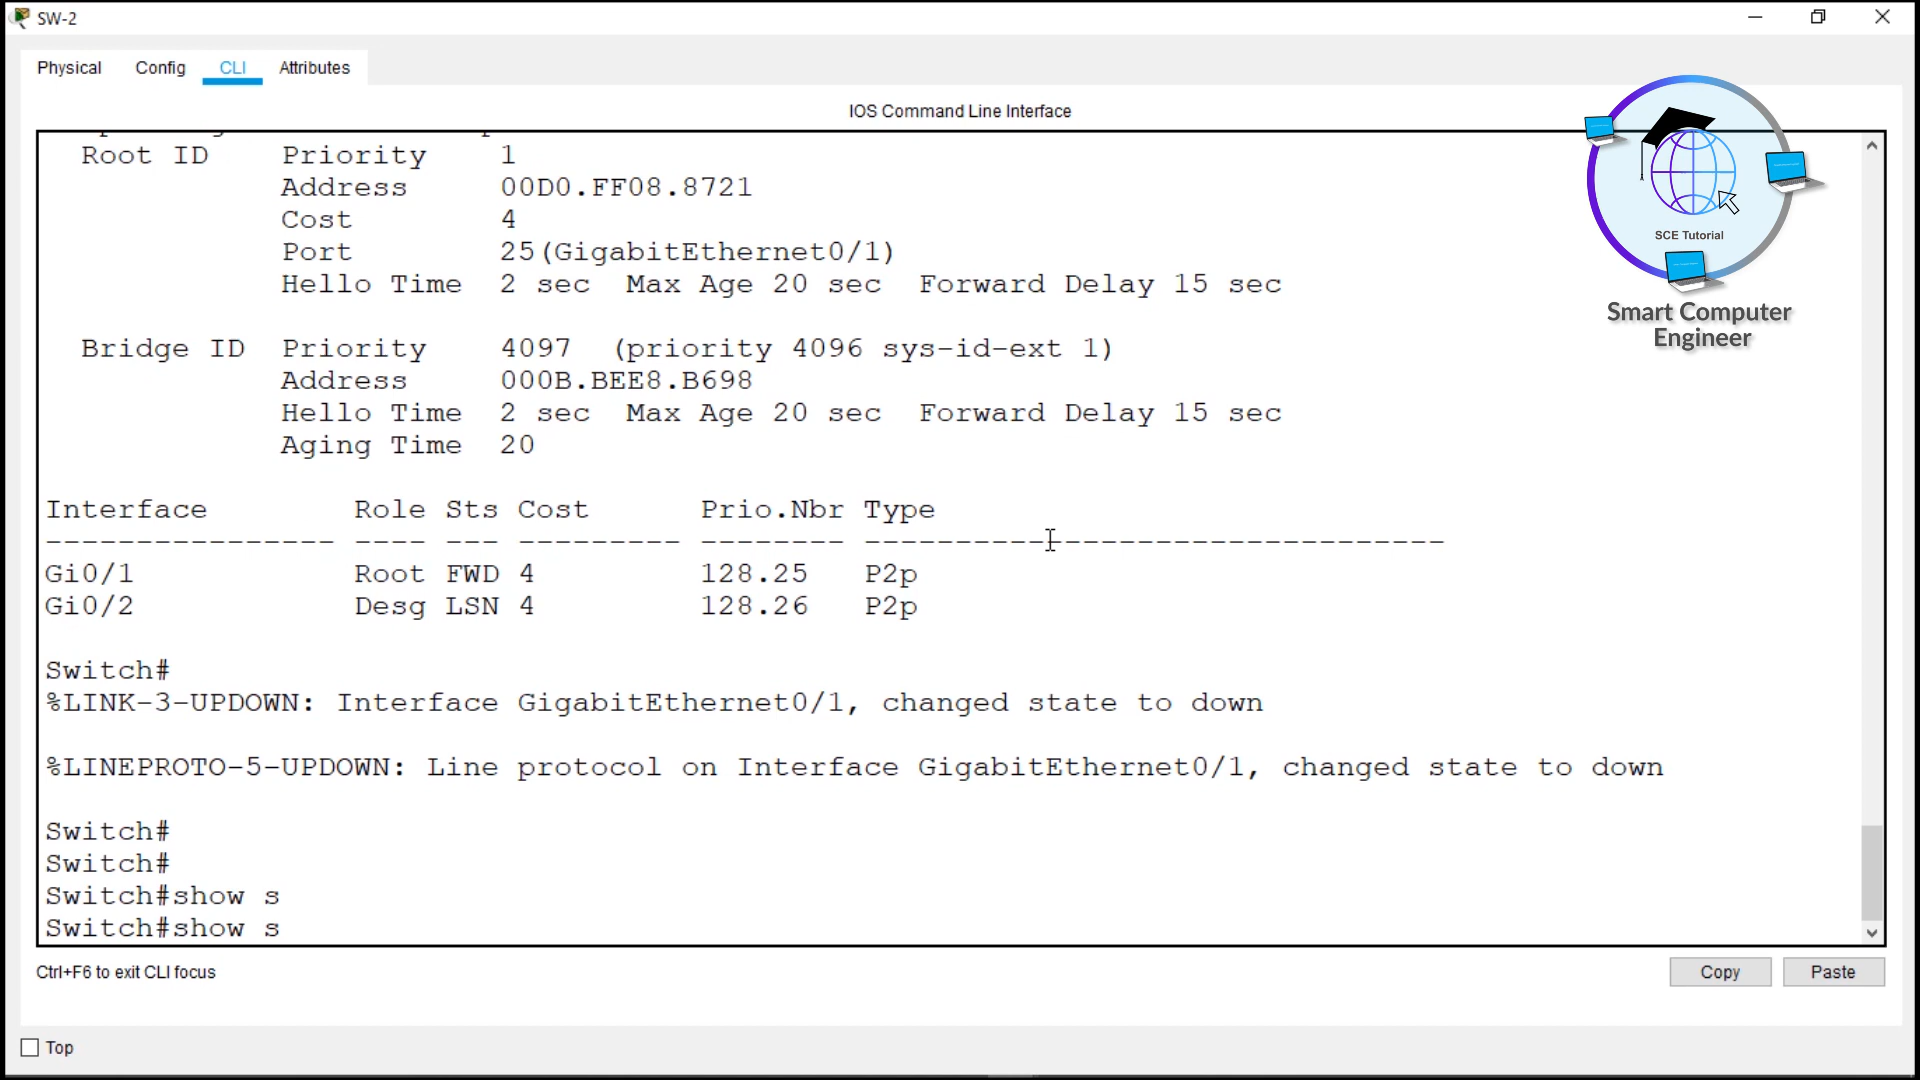 SW-2
Physical Config CLI Attributes
IOS Command Line Interface
Root ID Priority 1
Address 00D0.FF08.8721
Cost 4
Port 25(GigabitEthernet0/1)
Hello Time 2 sec Max Age 20 sec Forward Delay 15 sec
Bridge ID Priority 4097 (priority 4096 sys-id-ext 1)
Address 000B.BEE8.B698
Hello Time 2 sec Max Age 20 sec Forward Delay 15 sec
Aging Time 20
Interface Role Sts Cost Prio.Nbr Type
---------------- ---- --- --------- -------- --------------------------------
Gi0/1 Root FWD 4 128.25 P2p
Gi0/2 Desg LSN 4 128.26 P2p
Switch#
%LINK-3-UPDOWN: Interface GigabitEthernet0/1, changed state to down
%LINEPROTO-5-UPDOWN: Line protocol on Interface GigabitEthernet0/1, changed state to down
Switch#
Switch#
Switch#show s
Switch#show s
Ctrl+F6 to exit CLI focus
Copy Paste
Top
SCE Tutorial
Smart Computer
Engineer